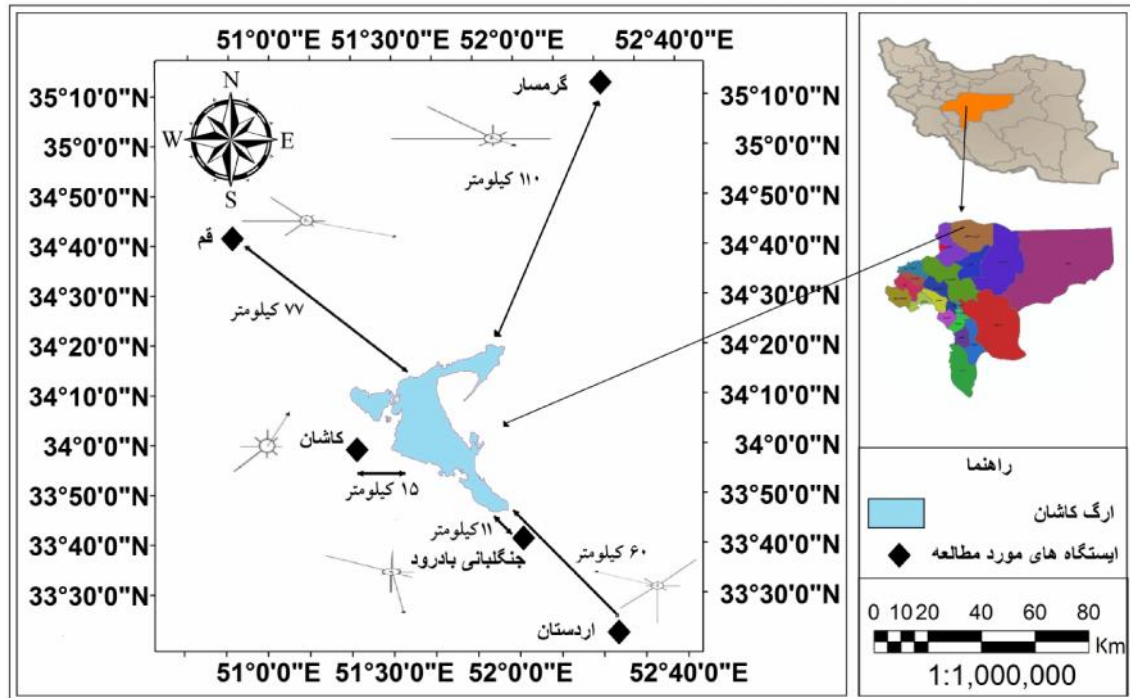 51°0'0"E 51°30'0"E 52°0'0"E 52°40'0"E
35°10'0"N
35°0'0"N
34°50'0"N
34°40'0"N
34°30'0"N
34°20'0"N
34°10'0"N
34°0'0"N
33°50'0"N
33°40'0"N
33°30'0"N
N
W E
S
گرمسار
۱۱۰ کیلومتر
قم
۷۷ کیلومتر
کاشان
۱۵ کیلومتر
۱۱کیلومتر
جنگلبانی بادرود
۶۰ کیلومتر
اردستان
35°10'0"N
35°0'0"N
34°50'0"N
34°40'0"N
34°30'0"N
34°20'0"N
34°10'0"N
34°0'0"N
33°50'0"N
33°40'0"N
33°30'0"N
51°0'0"E 51°30'0"E 52°0'0"E 52°40'0"E
راهنما
ارگ کاشان
ایستگاه های مورد مطالعه
0 10 20 40 60 80
Km
1:1,000,000